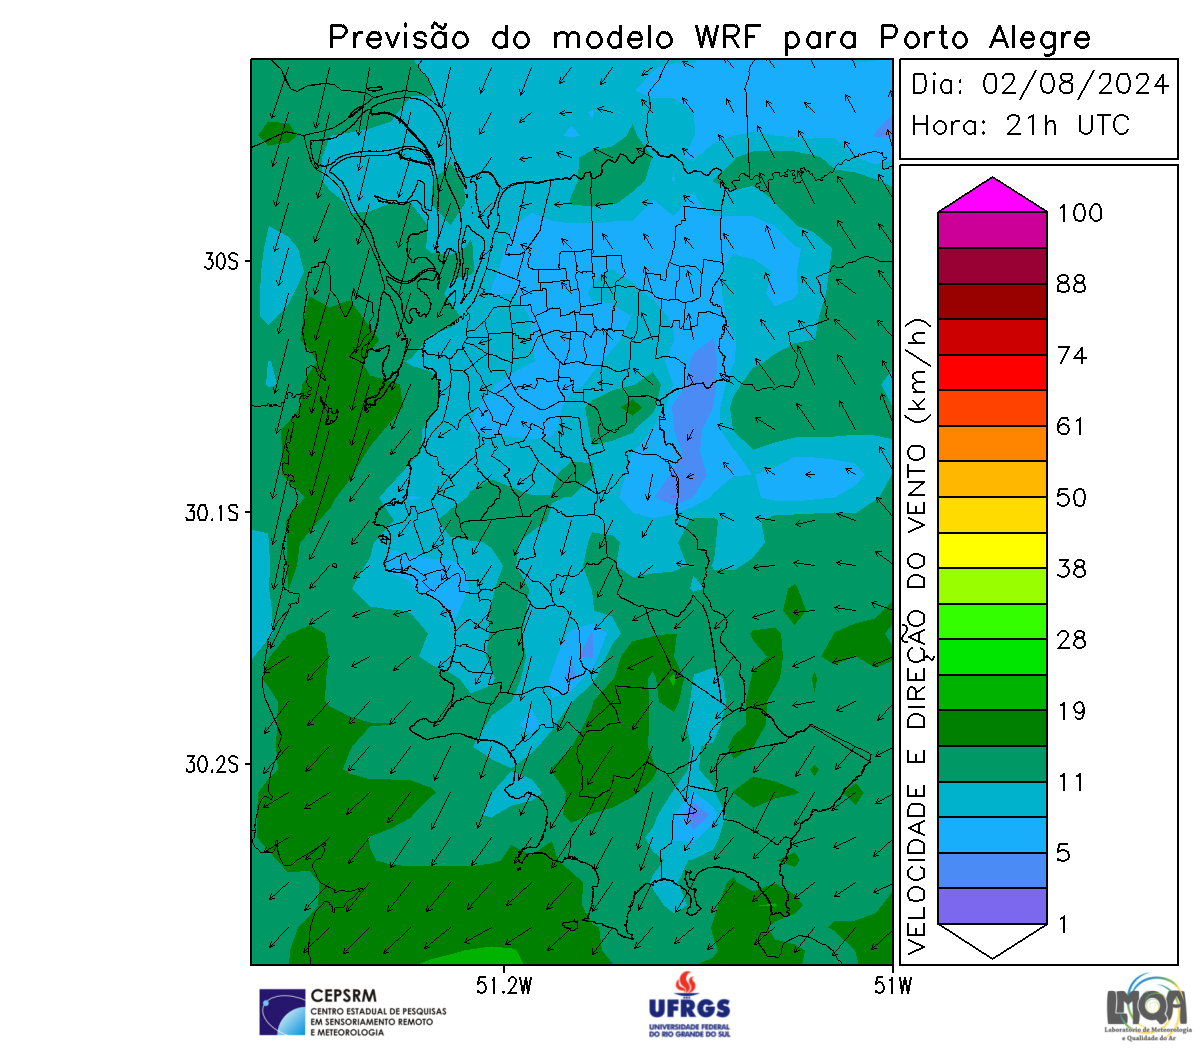 Previsão do modelo WRF para Porto Alegre
Dia: 02/08/2024
Hora: 21h UTC
30S
30.1S
30.2S
51.2W
51W
VELOCIDADE E DIREÇÃO DO VENTO (km/h)
100
88
74
61
50
38
28
19
11
5
1
CEPSRM
CENTRO ESTADUAL DE PESQUISAS
EM SENSORIAMENTO REMOTO
E METEOROLOGIA
UFRGS
UNIVERSIDADE FEDERAL
DO RIO GRANDE DO SUL
LMQA
Laboratório de Meteorologia
e Qualidade do Ar